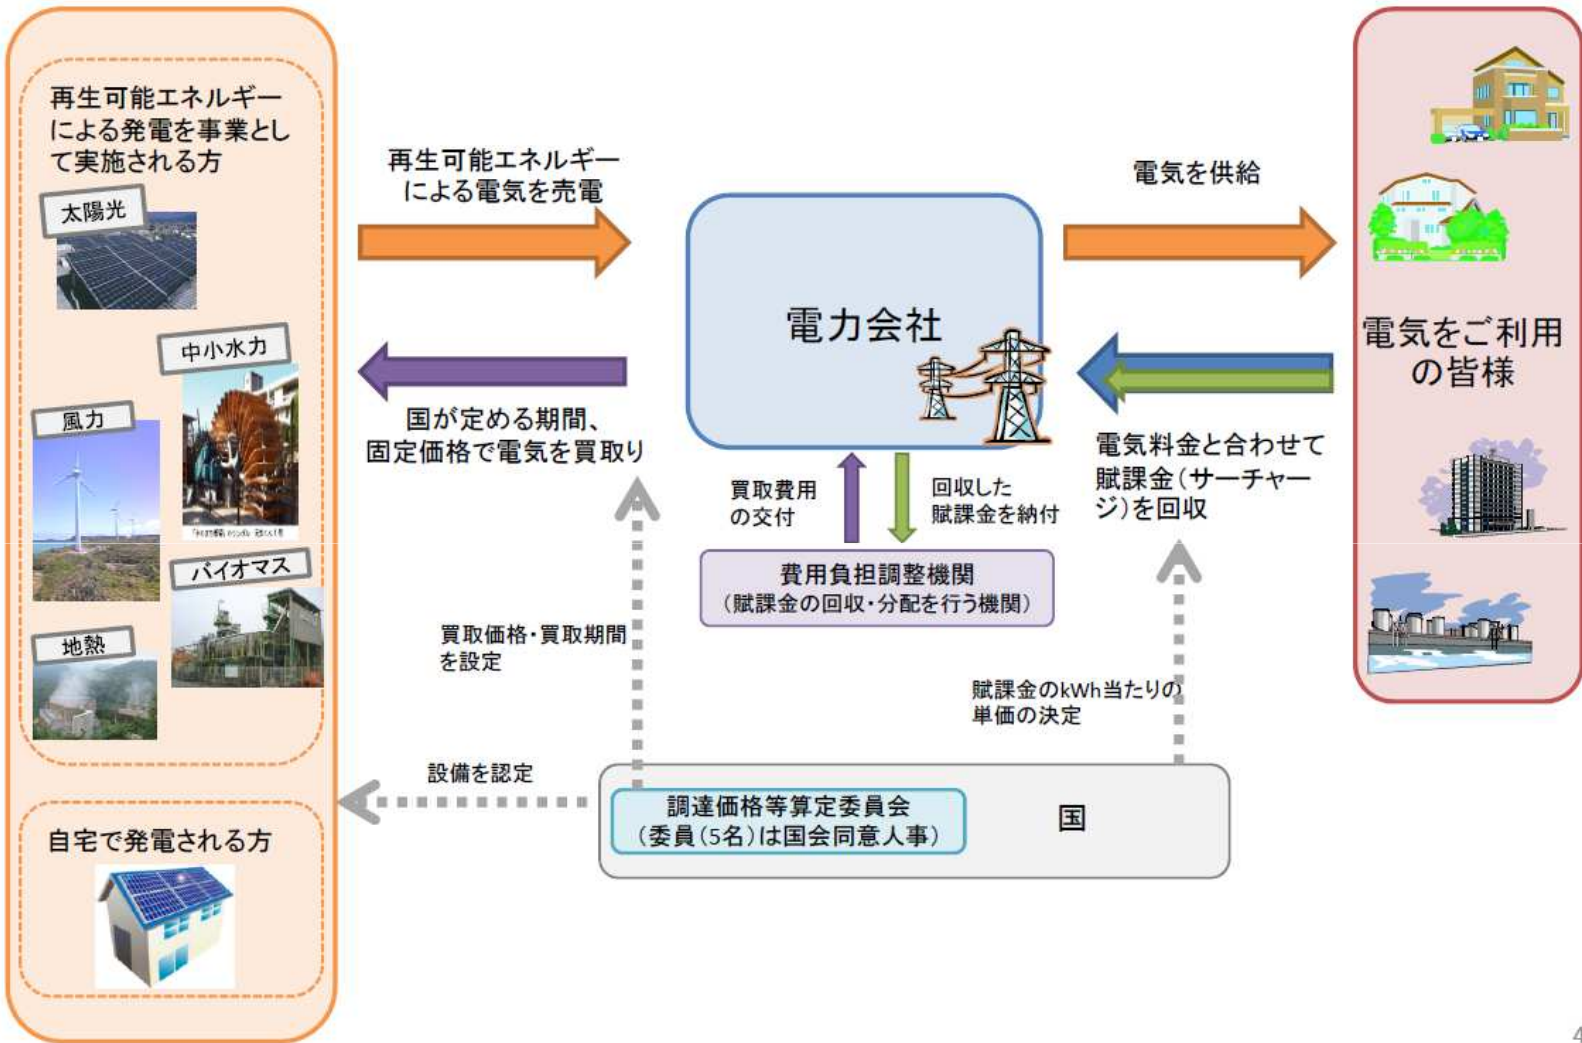 再生可能エネルギー
による発電を事業とし
て実施される方
太陽光
中小水力
風力
バイオマス
地熱
自宅で発電される方
再生可能エネルギー
による電気を売電
国が定める期間、
固定価格で電気を買取り
電力会社
電気を供給
電気をご利用
の皆様
電気料金と合わせて
賦課金(サーチャー
ジ)を回収
買取費用
の交付
回収した
賦課金を納付
費用負担調整機関
(賦課金の回収・分配を行う機関)
買取価格・買取期間
を設定
賦課金のkWh当たりの
単価の決定
設備を認定
調達価格等算定委員会
(委員(5名)は国会同意人事)
国
4